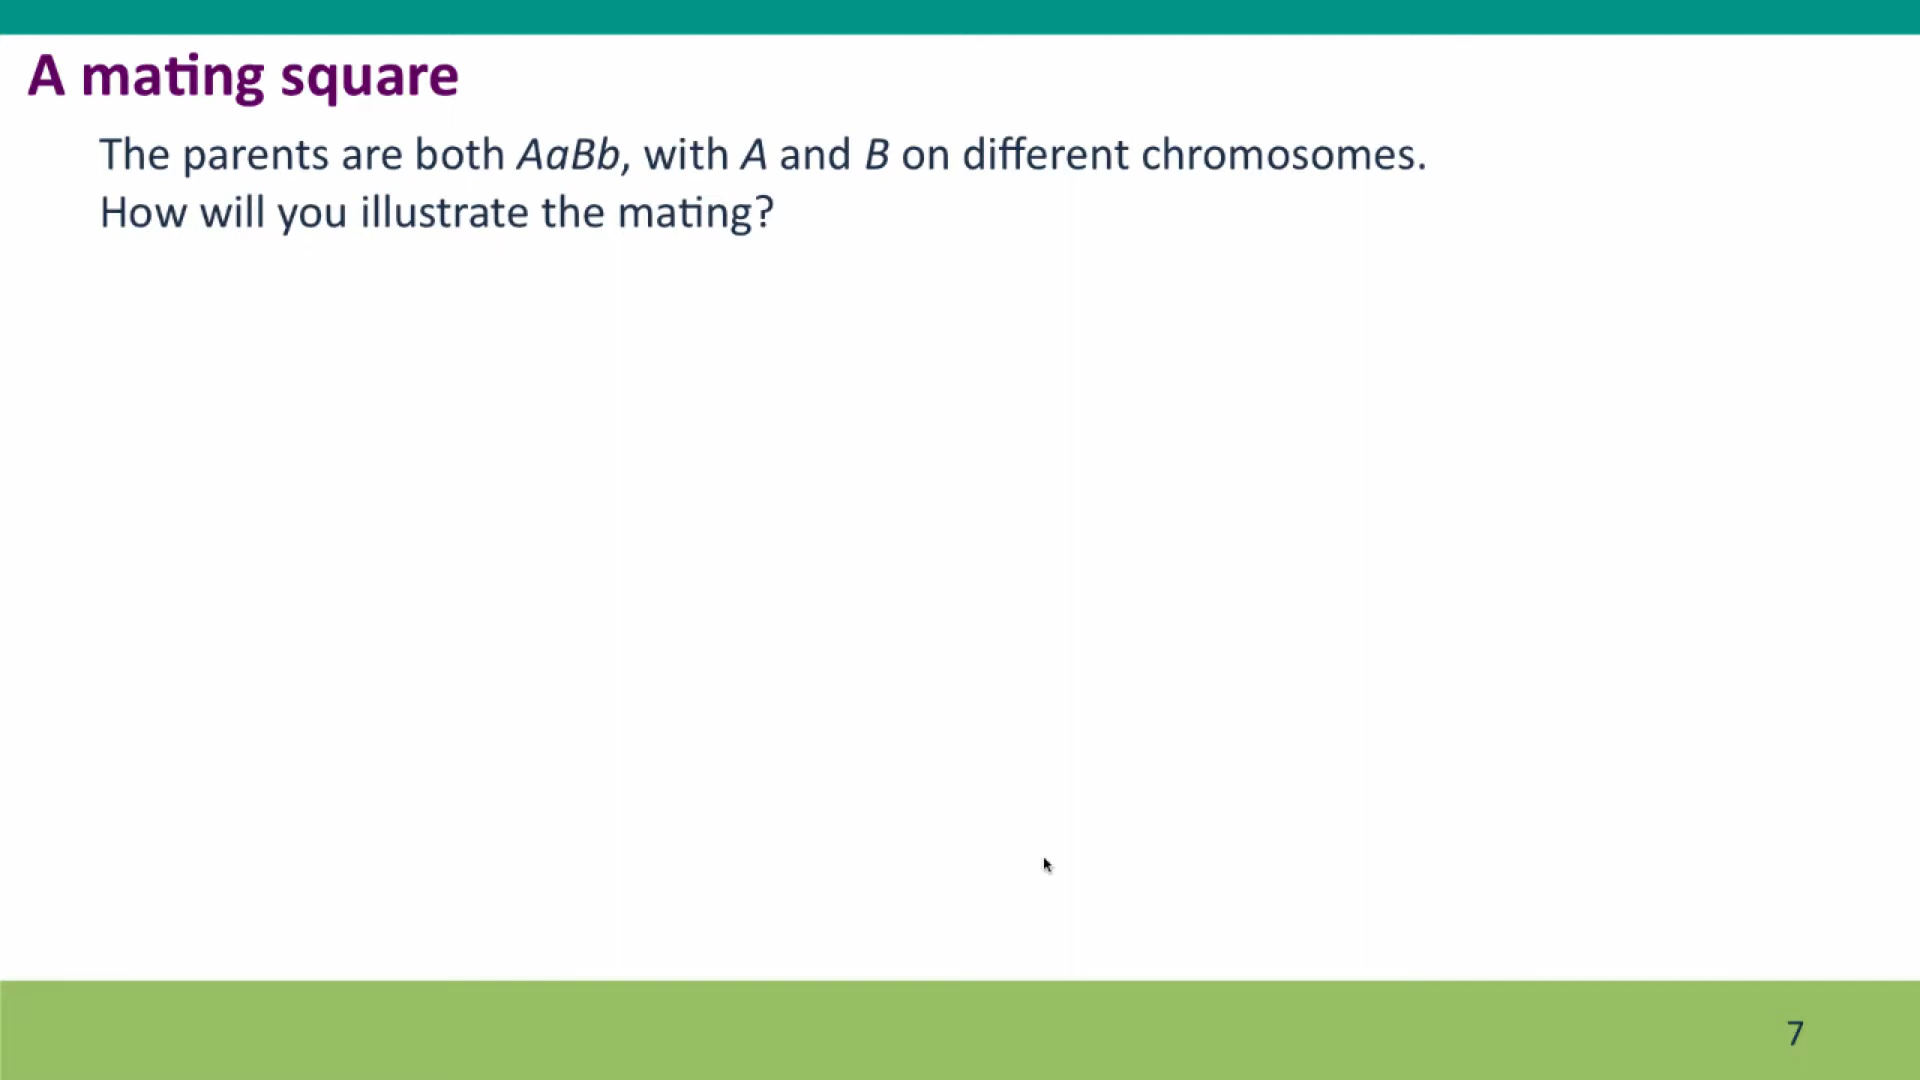 A mating square
The parents are both AaBb, with A and B on different chromosomes.
How will you illustrate the mating?
7